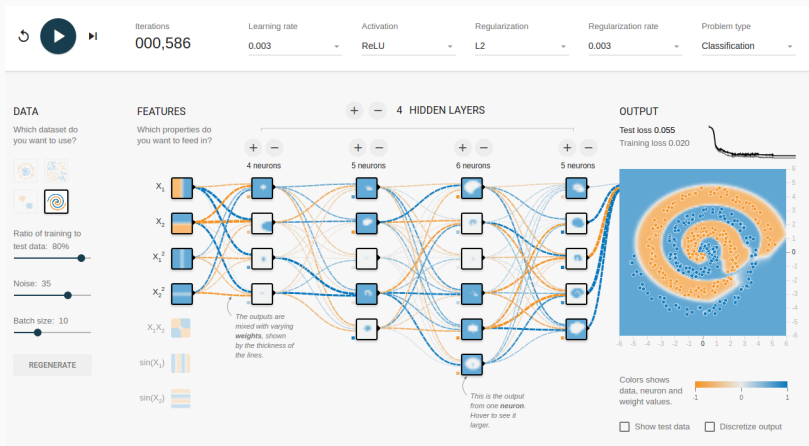 Iterations
000,586
Learning rate
0.003
Activation
ReLU
Regularization
L2
Regularization rate
0.003
Problem type
Classification
DATA
Which dataset do
you want to use?
Ratio of training to
test data: 80%
Noise: 35
Batch size: 10
REGENERATE
FEATURES
Which properties do
you want to feed in?
X₁
X₂
X₁²
X₂²
X₁X₂
sin(X₁)
sin(X₂)
+ − 4 HIDDEN LAYERS
+ −
4 neurons
+ −
5 neurons
+ −
6 neurons
+ −
5 neurons
The outputs are
mixed with varying
weights, shown
by the thickness of
the lines.
This is the output
from one neuron.
Hover to see it
larger.
OUTPUT
Test loss 0.055
Training loss 0.020
6
5
4
3
2
1
0
-1
-2
-3
-4
-5
-6
-6 -5 -4 -3 -2 -1 0 1 2 3 4 5 6
Colors shows
data, neuron and
weight values.
-1 0 1
Show test data
Discretize output